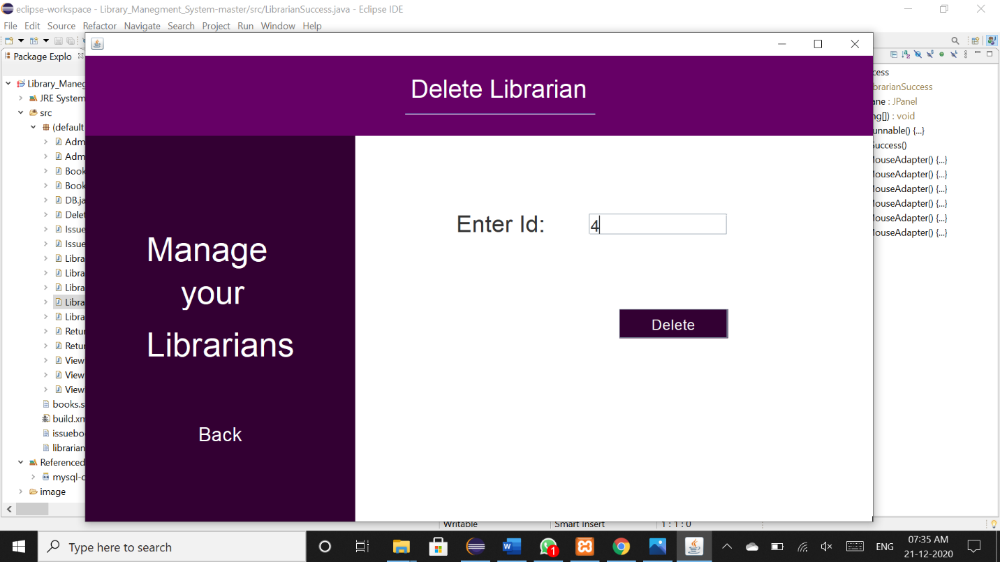 eclipse-workspace - Library_Manegment_System-master/src/LibrarianSuccess.java - Eclipse IDE
File Edit Source Refactor Navigate Search Project Run Window Help
Package Explo
Library_Maneg
JRE System
src
(default
Adm
Adm
Book
Book
DB.ja
Delet
Issue
Issue
Libra
Libra
Libra
Libra
Libra
Retur
Retur
View
View
View
books.s
build.xm
issuebo
librarian
Referenced
mysql-c
image
Delete Librarian
Manage
your
Librarians
Back
Enter Id: 4
Delete
cess
brarianSuccess
ane : JPanel
ng[]) : void
unnable() {...}
Success()
MouseAdapter() {...}
MouseAdapter() {...}
MouseAdapter() {...}
MouseAdapter() {...}
MouseAdapter() {...}
MouseAdapter() {...}
Writable Smart Insert 1 : 1 : 0
Type here to search
W
1
ENG
07:35 AM
21-12-2020